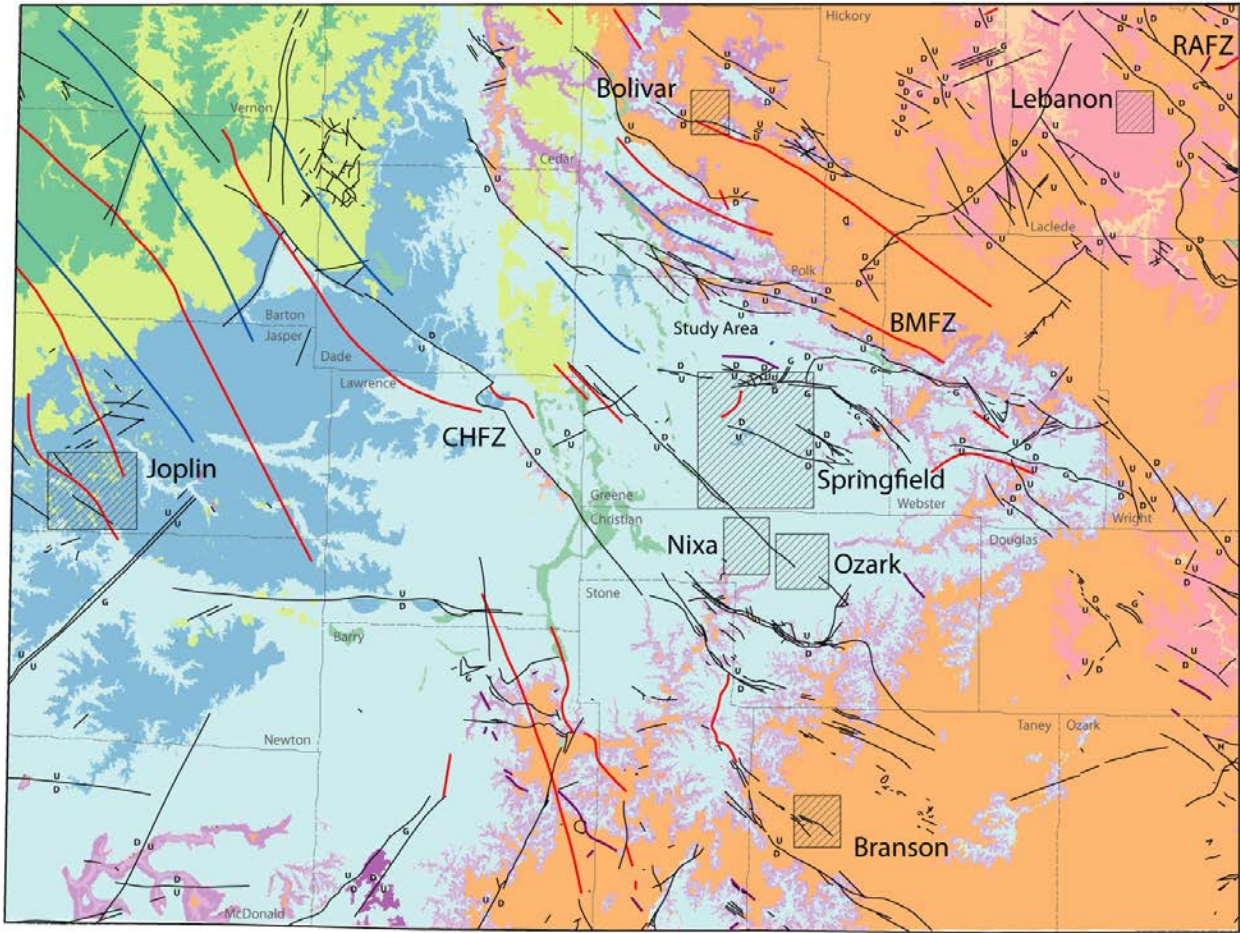 Hickory
RAFZ
Bolivar
Lebanon
Vernon
Cedar
Laclede
Polk
Barton
Jasper
Study Area
BMFZ
Dade
Lawrence
CHFZ
Joplin
Springfield
Greene
Christian
Webster
Wright
Douglas
Nixa
Ozark
Stone
Barry
Newton
Taney
Ozark
Branson
McDonald